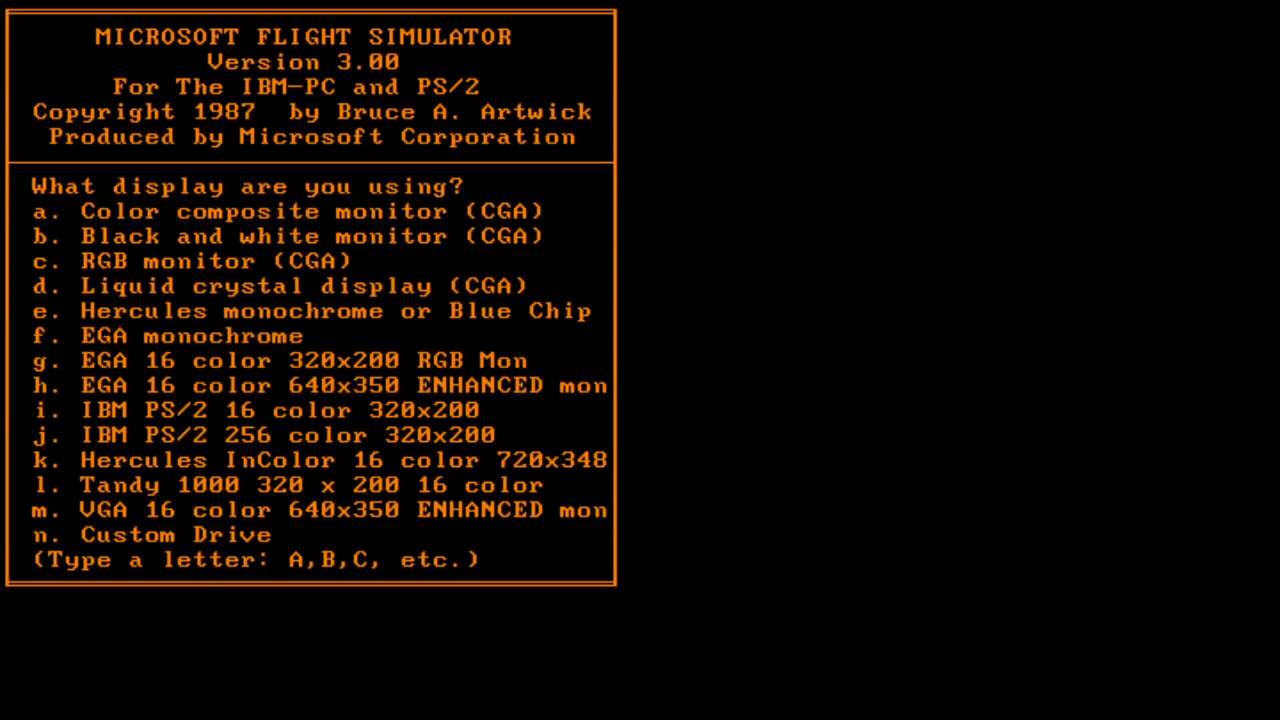 MICROSOFT FLIGHT SIMULATOR
Version 3.00
For The IBM-PC and PS/2
Copyright 1987  by Bruce A. Artwick
Produced by Microsoft Corporation
What display are you using?
a. Color composite monitor (CGA)
b. Black and white monitor (CGA)
c. RGB monitor (CGA)
d. Liquid crystal display (CGA)
e. Hercules monochrome or Blue Chip
f. EGA monochrome
g. EGA 16 color 320x200 RGB Mon
h. EGA 16 color 640x350 ENHANCED mon
i. IBM PS/2 16 color 320x200
j. IBM PS/2 256 color 320x200
k. Hercules InColor 16 color 720x348
l. Tandy 1000 320 x 200 16 color
m. VGA 16 color 640x350 ENHANCED mon
n. Custom Drive
(Type a letter: A,B,C, etc.)